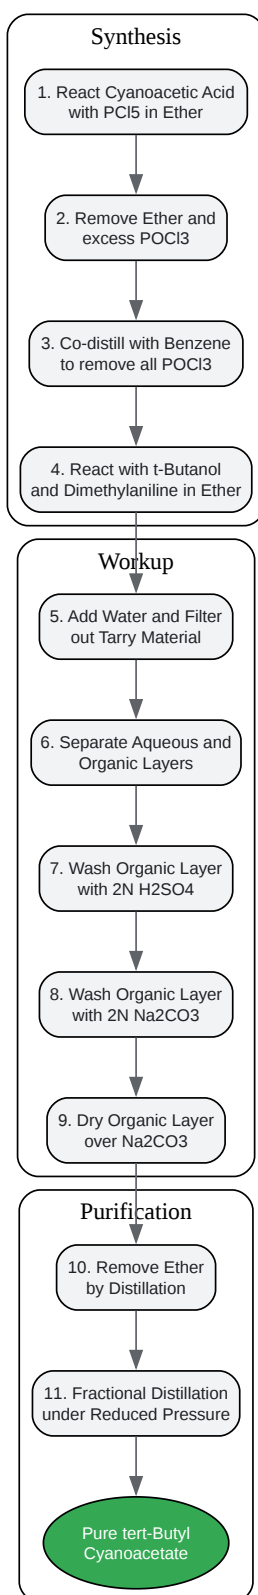 Synthesis
1. React Cyanoacetic Acid
with PCl5 in Ether
2. Remove Ether and
excess POCl3
3. Co-distill with Benzene
to remove all POCl3
4. React with t-Butanol
and Dimethylaniline in Ether
Workup
5. Add Water and Filter
out Tarry Material
6. Separate Aqueous and
Organic Layers
7. Wash Organic Layer
with 2N H2SO4
8. Wash Organic Layer
with 2N Na2CO3
9. Dry Organic Layer
over Na2CO3
Purification
10. Remove Ether
by Distillation
11. Fractional Distillation
under Reduced Pressure
Pure tert-Butyl
Cyanoacetate